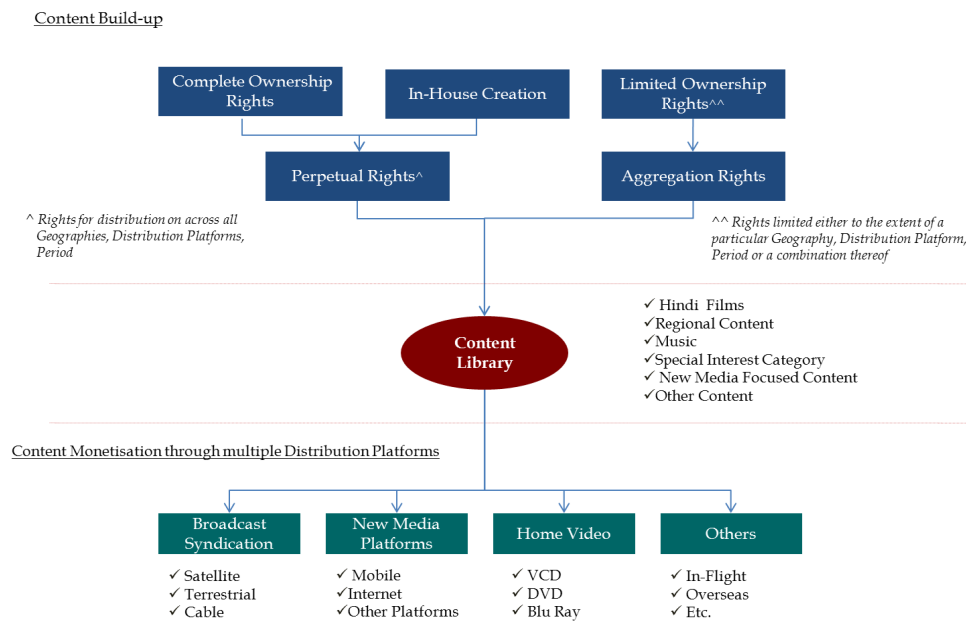 Content Build-up
Complete Ownership
Rights
In-House Creation
Limited Ownership
Rights^^
Perpetual Rights^
Aggregation Rights
^ Rights for distribution on across all
Geographies, Distribution Platforms,
Period
^^ Rights limited either to the extent of a
particular Geography, Distribution Platform,
Period or a combination thereof
Content
Library
✓ Hindi Films
✓Regional Content
✓Music
✓Special Interest Category
✓ New Media Focused Content
✓Other Content
Content Monetisation through multiple Distribution Platforms
Broadcast
Syndication
✓ Satellite
✓ Terrestrial
✓ Cable
New Media
Platforms
✓ Mobile
✓Internet
✓Other Platforms
Home Video
✓ VCD
✓ DVD
✓ Blu Ray
Others
✓ In-Flight
✓ Overseas
✓ Etc.